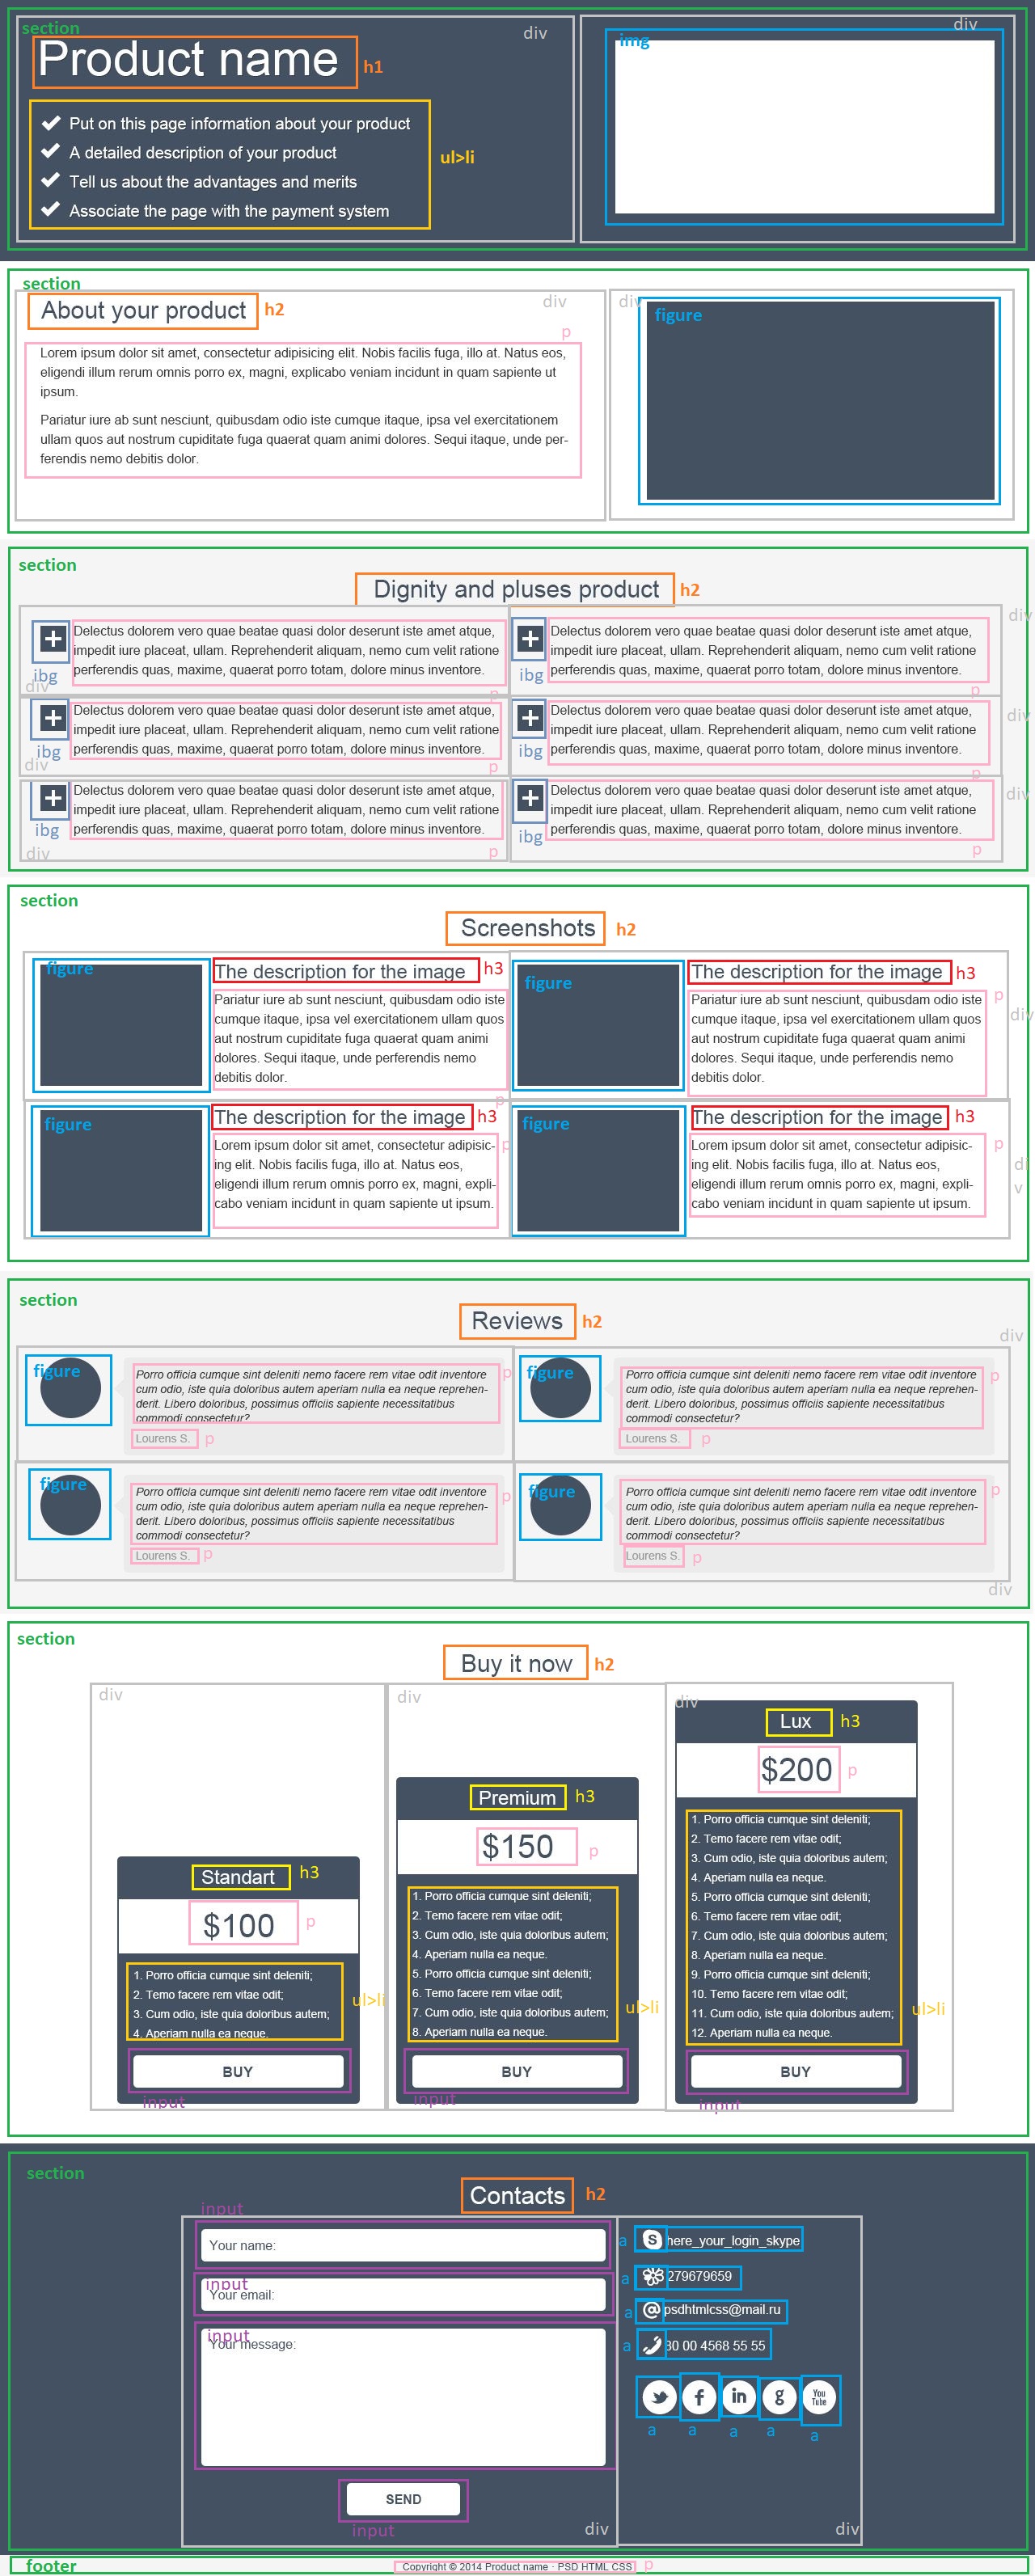 section
div
div
img
Product name
h1
Put on this page information about your product
A detailed description of your product
ul>li
Tell us about the advantages and merits
Associate the page with the payment system
section
About your product
h2
div
div
figure
p
Lorem ipsum dolor sit amet, consectetur adipisicing elit. Nobis facilis fuga, illo at. Natus eos,
eligendi illum rerum omnis porro ex, magni, explicabo veniam incidunt in quam sapiente ut
ipsum.
Pariatur iure ab sunt nesciunt, quibusdam odio iste cumque itaque, ipsa vel exercitationem
ullam quos aut nostrum cupiditate fuga quaerat quam animi dolores. Sequi itaque, unde per-
ferendis nemo debitis dolor.
section
Dignity and pluses product
h2
Delectus dolorem vero quae beatae quasi dolor deserunt iste amet atque,
impedit iure placeat, ullam. Reprehenderit aliquam, nemo cum velit ratione
perferendis quas, maxime, quaerat porro totam, dolore minus inventore.
ibg
div
p
Delectus dolorem vero quae beatae quasi dolor deserunt iste amet atque,
impedit iure placeat, ullam. Reprehenderit aliquam, nemo cum velit ratione
perferendis quas, maxime, quaerat porro totam, dolore minus inventore.
div
ibg
p
Delectus dolorem vero quae beatae quasi dolor deserunt iste amet atque,
impedit iure placeat, ullam. Reprehenderit aliquam, nemo cum velit ratione
perferendis quas, maxime, quaerat porro totam, dolore minus inventore.
ibg
div
p
Delectus dolorem vero quae beatae quasi dolor deserunt iste amet atque,
impedit iure placeat, ullam. Reprehenderit aliquam, nemo cum velit ratione
perferendis quas, maxime, quaerat porro totam, dolore minus inventore.
div
ibg
p
Delectus dolorem vero quae beatae quasi dolor deserunt iste amet atque,
impedit iure placeat, ullam. Reprehenderit aliquam, nemo cum velit ratione
perferendis quas, maxime, quaerat porro totam, dolore minus inventore.
ibg
div
p
Delectus dolorem vero quae beatae quasi dolor deserunt iste amet atque,
impedit iure placeat, ullam. Reprehenderit aliquam, nemo cum velit ratione
perferendis quas, maxime, quaerat porro totam, dolore minus inventore.
div
ibg
p
section
Screenshots
h2
figure
The description for the image
h3
Pariatur iure ab sunt nesciunt, quibusdam odio iste
cumque itaque, ipsa vel exercitationem ullam quos
aut nostrum cupiditate fuga quaerat quam animi
dolores. Sequi itaque, unde perferendis nemo
debitis dolor.
p
figure
The description for the image
h3
Pariatur iure ab sunt nesciunt, quibusdam odio iste
cumque itaque, ipsa vel exercitationem ullam quos
aut nostrum cupiditate fuga quaerat quam animi
dolores. Sequi itaque, unde perferendis nemo
debitis dolor.
p
div
figure
The description for the image
h3
Lorem ipsum dolor sit amet, consectetur adipisic-
ing elit. Nobis facilis fuga, illo at. Natus eos,
eligendi illum rerum omnis porro ex, magni, expli-
cabo veniam incidunt in quam sapiente ut ipsum.
p
figure
The description for the image
h3
Lorem ipsum dolor sit amet, consectetur adipisic-
ing elit. Nobis facilis fuga, illo at. Natus eos,
eligendi illum rerum omnis porro ex, magni, expli-
cabo veniam incidunt in quam sapiente ut ipsum.
p
di
v
section
Reviews
h2
div
figure
Porro officia cumque sint deleniti nemo facere rem vitae odit inventore
cum odio, iste quia doloribus autem aperiam nulla ea neque reprehen-
derit. Libero doloribus, possimus officiis sapiente necessitatibus
commodi consectetur?
p
Lourens S.
p
figure
Porro officia cumque sint deleniti nemo facere rem vitae odit inventore
cum odio, iste quia doloribus autem aperiam nulla ea neque reprehen-
derit. Libero doloribus, possimus officiis sapiente necessitatibus
commodi consectetur?
p
Lourens S.
p
figure
Porro officia cumque sint deleniti nemo facere rem vitae odit inventore
cum odio, iste quia doloribus autem aperiam nulla ea neque reprehen-
derit. Libero doloribus, possimus officiis sapiente necessitatibus
commodi consectetur?
p
Lourens S.
p
figure
Porro officia cumque sint deleniti nemo facere rem vitae odit inventore
cum odio, iste quia doloribus autem aperiam nulla ea neque reprehen-
derit. Libero doloribus, possimus officiis sapiente necessitatibus
commodi consectetur?
p
Lourens S.
p
div
section
Buy it now
h2
div
Standart
h3
$100
p
1. Porro officia cumque sint deleniti;
2. Temo facere rem vitae odit;
3. Cum odio, iste quia doloribus autem;
4. Aperiam nulla ea neque.
ul>li
BUY
input
div
Premium
h3
$150
p
1. Porro officia cumque sint deleniti;
2. Temo facere rem vitae odit;
3. Cum odio, iste quia doloribus autem;
4. Aperiam nulla ea neque.
5. Porro officia cumque sint deleniti;
6. Temo facere rem vitae odit;
7. Cum odio, iste quia doloribus autem;
8. Aperiam nulla ea neque.
ul>li
BUY
input
div
Lux
h3
$200
p
1. Porro officia cumque sint deleniti;
2. Temo facere rem vitae odit;
3. Cum odio, iste quia doloribus autem;
4. Aperiam nulla ea neque.
5. Porro officia cumque sint deleniti;
6. Temo facere rem vitae odit;
7. Cum odio, iste quia doloribus autem;
8. Aperiam nulla ea neque.
9. Porro officia cumque sint deleniti;
10. Temo facere rem vitae odit;
11. Cum odio, iste quia doloribus autem;
12. Aperiam nulla ea neque.
ul>li
BUY
input
section
Contacts
h2
input
Your name:
input
Your email:
input
Your message:
SEND
input
div
a
here_your_login_skype
a
279679659
a
psdhtmlcss@mail.ru
a
80 00 4568 55 55
in
g
You
Tube
a
a
a
a
a
div
footer
Copyright © 2014 Product name · PSD HTML CSS
p